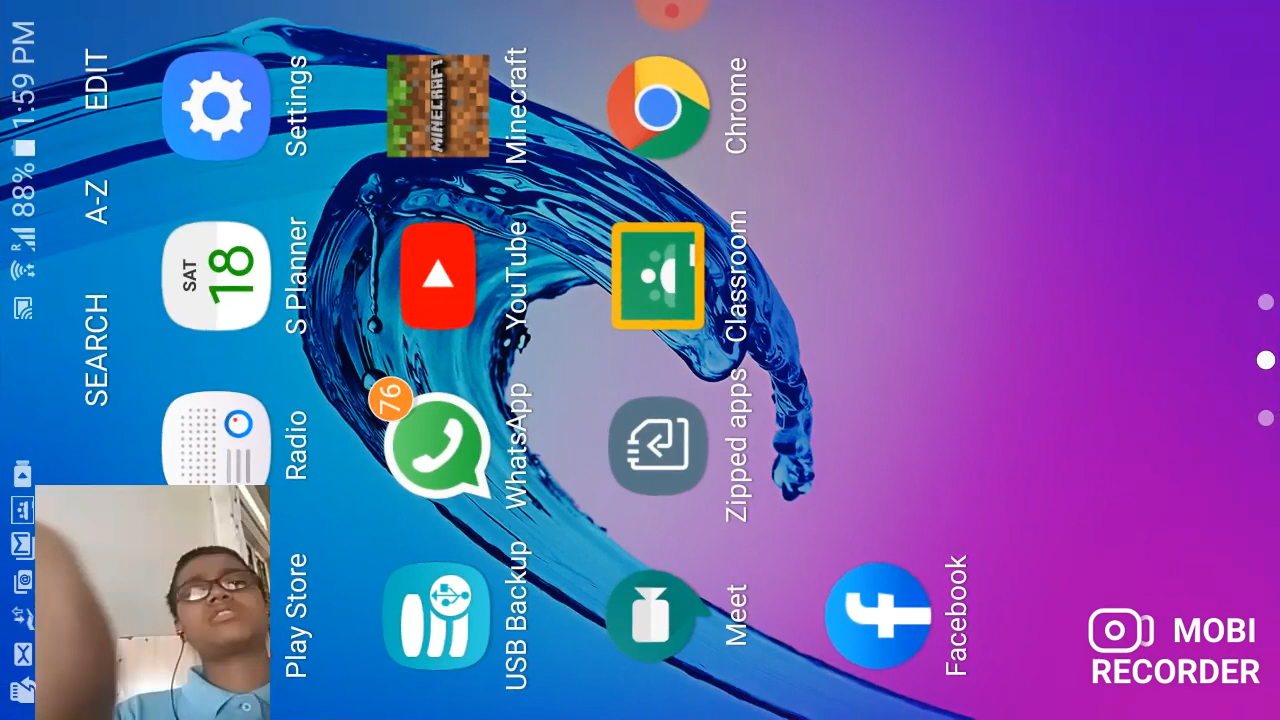 88% 1:59 PM
SEARCH A-Z EDIT
SAT
18
Play Store Radio S Planner Settings
76
MINECRAFT
USB Backup WhatsApp YouTube Minecraft
Meet Zipped apps Classroom Chrome
Facebook
MOBI
RECORDER